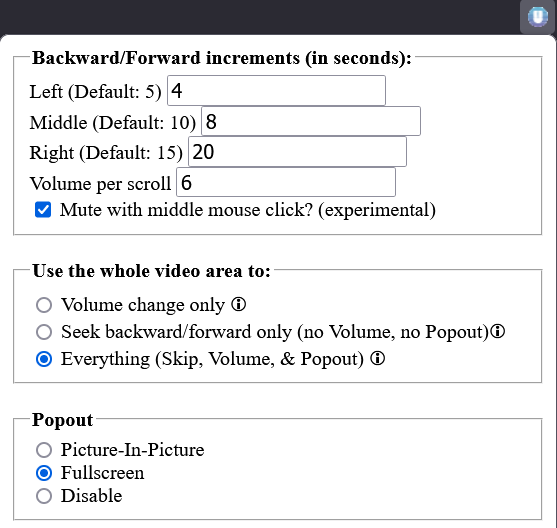 Backward/Forward increments (in seconds):
Left (Default: 5) 4
Middle (Default: 10) 8
Right (Default: 15) 20
Volume per scroll 6
Mute with middle mouse click? (experimental)
Use the whole video area to:
Volume change only ⓘ
Seek backward/forward only (no Volume, no Popout)ⓘ
Everything (Skip, Volume, & Popout) ⓘ
Popout
Picture-In-Picture
Fullscreen
Disable